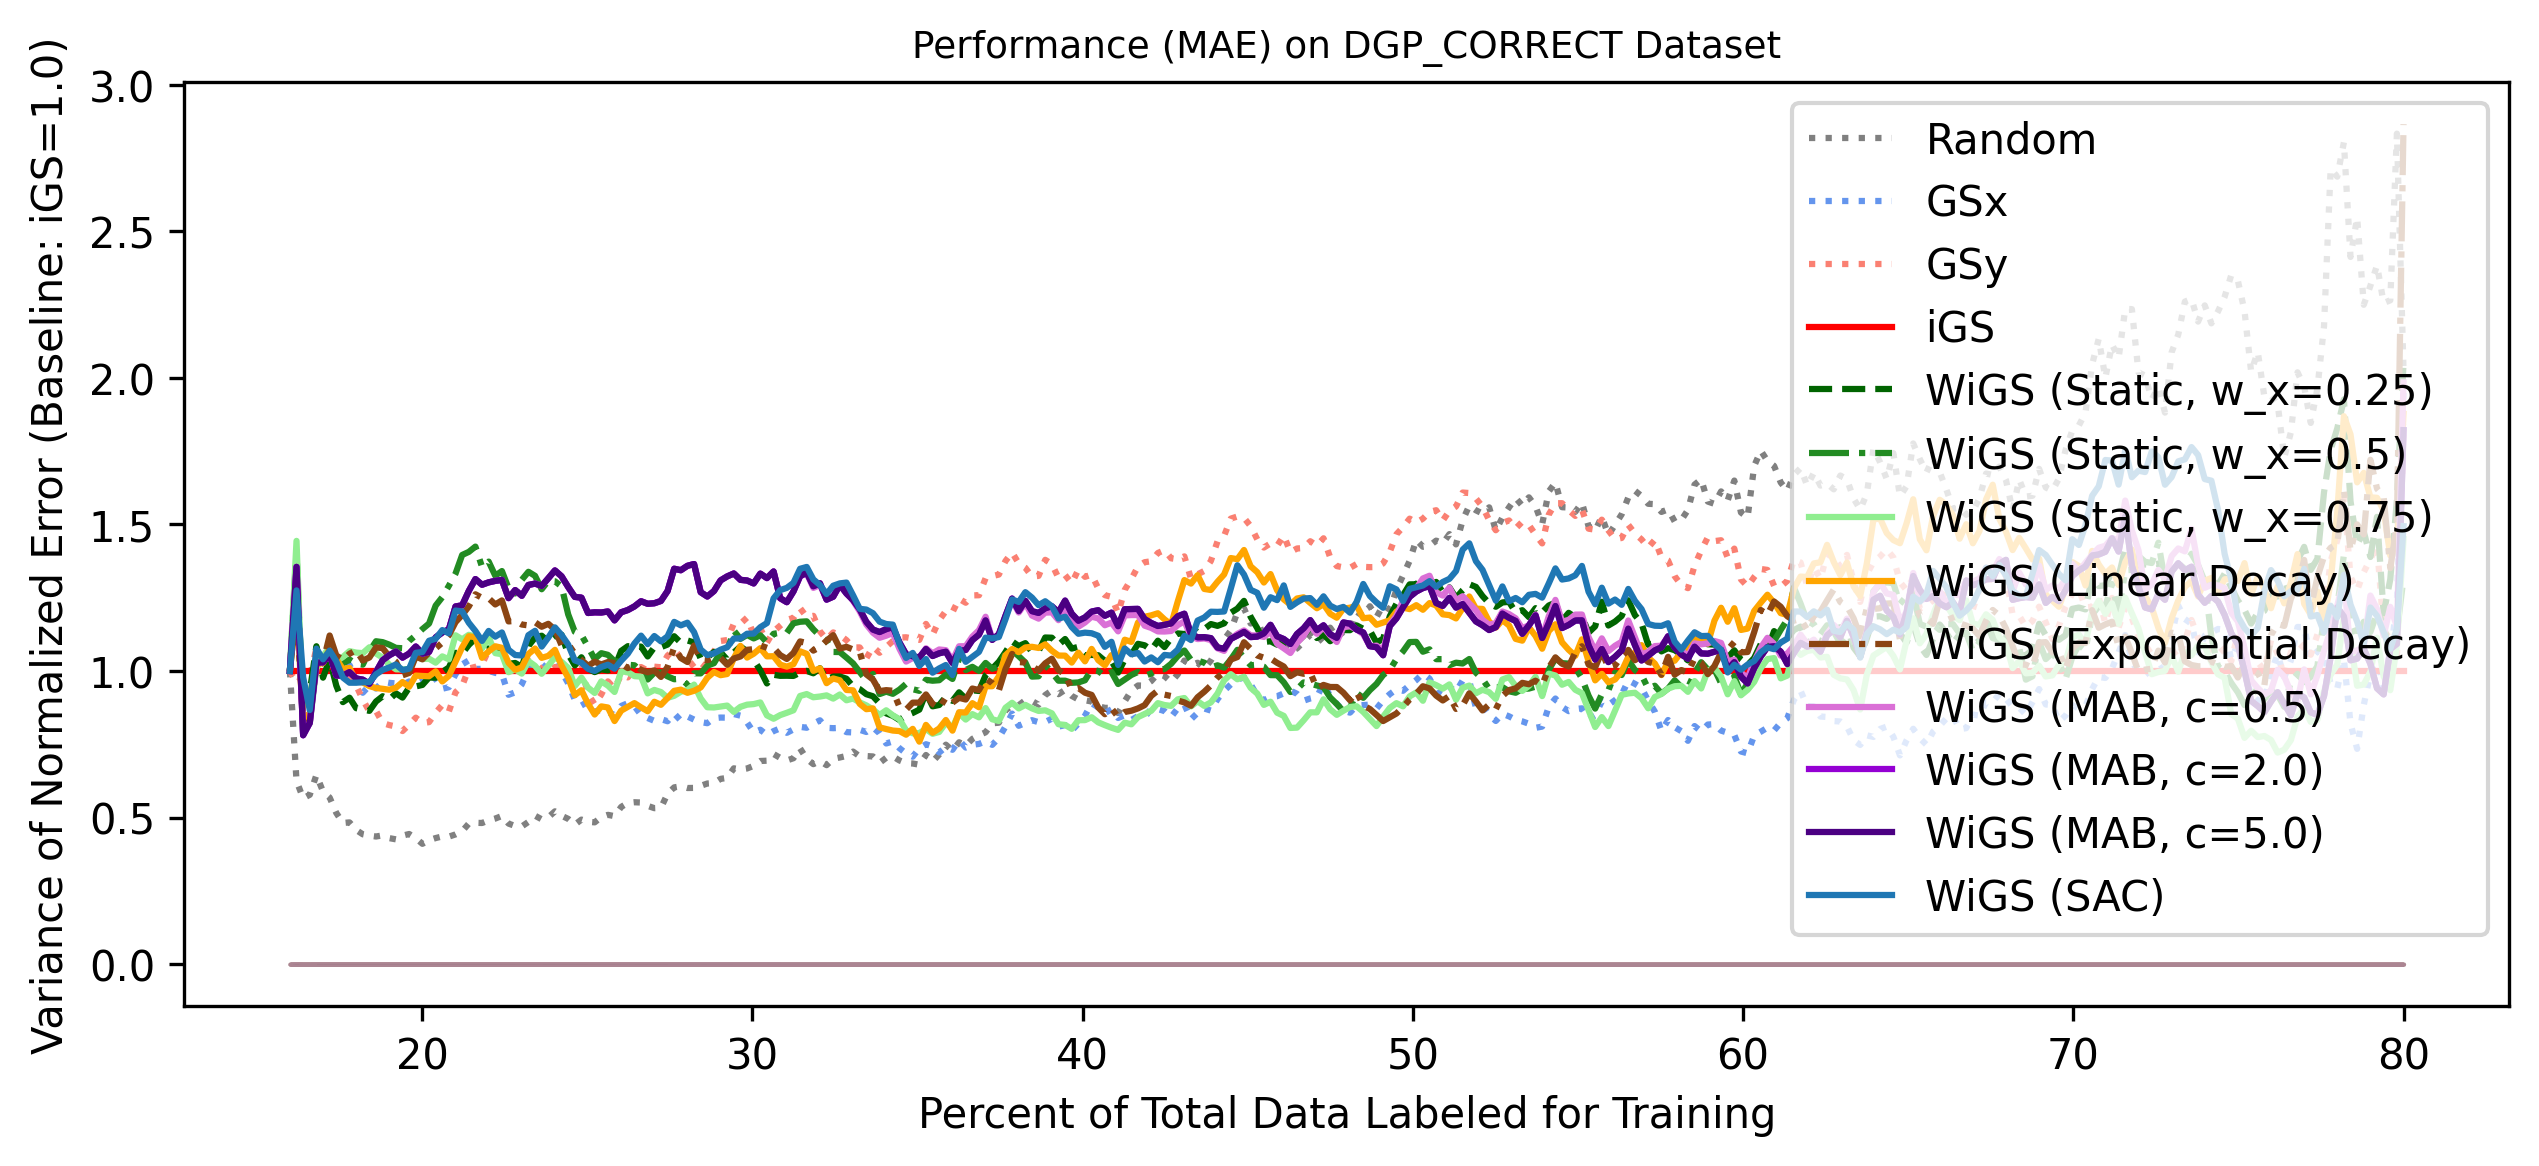 Performance (MAE) on DGP_CORRECT Dataset
Variance of Normalized Error (Baseline: iGS=1.0)
3.0
2.5
2.0
1.5
1.0
0.5
0.0
Random
GSx
GSy
iGS
WiGS (Static, w_x=0.25)
WiGS (Static, w_x=0.5)
WiGS (Static, w_x=0.75)
WiGS (Linear Decay)
WiGS (Exponential Decay)
WiGS (MAB, c=0.5)
WiGS (MAB, c=2.0)
WiGS (MAB, c=5.0)
WiGS (SAC)
20 30 40 50 60 70 80
Percent of Total Data Labeled for Training